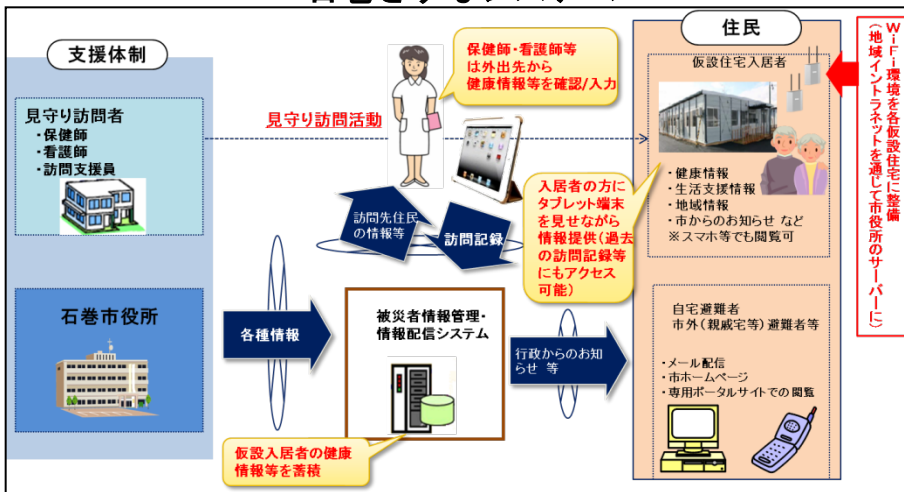 支援体制
見守り訪問者
・保健師
・看護師
・訪問支援員
石巻市役所
見守り訪問活動
保健師・看護師等
は外出先から
健康情報等を確認/入力
訪問先住民
の情報等
訪問記録
各種情報
被災者情報管理・
情報配信システム
仮設入居者の健康
情報等を蓄積
行政からのお知
らせ 等
入居者の方に
タブレット端末
を見せながら
情報提供(過去
の訪問記録等
にもアクセス
可能)
住民
仮設住宅入居者
・健康情報
・生活支援情報
・地域情報
・市からのお知らせ など
※スマホ等でも閲覧可
自宅避難者
市外(親戚宅等)避難者等
・メール配信
・市ホームページ
・専用ポータルサイトでの閲覧
WiFi環境を各仮設住宅に整備
(地域イントラネットを通じて市役所のサーバーに)